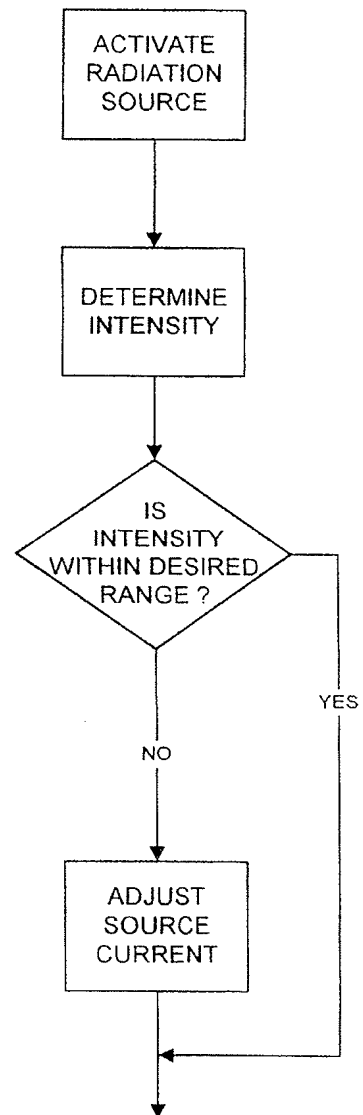 ACTIVATE
RADIATION
SOURCE
DETERMINE
INTENSITY
IS
INTENSITY
WITHIN DESIRED
RANGE ?
YES
NO
ADJUST
SOURCE
CURRENT